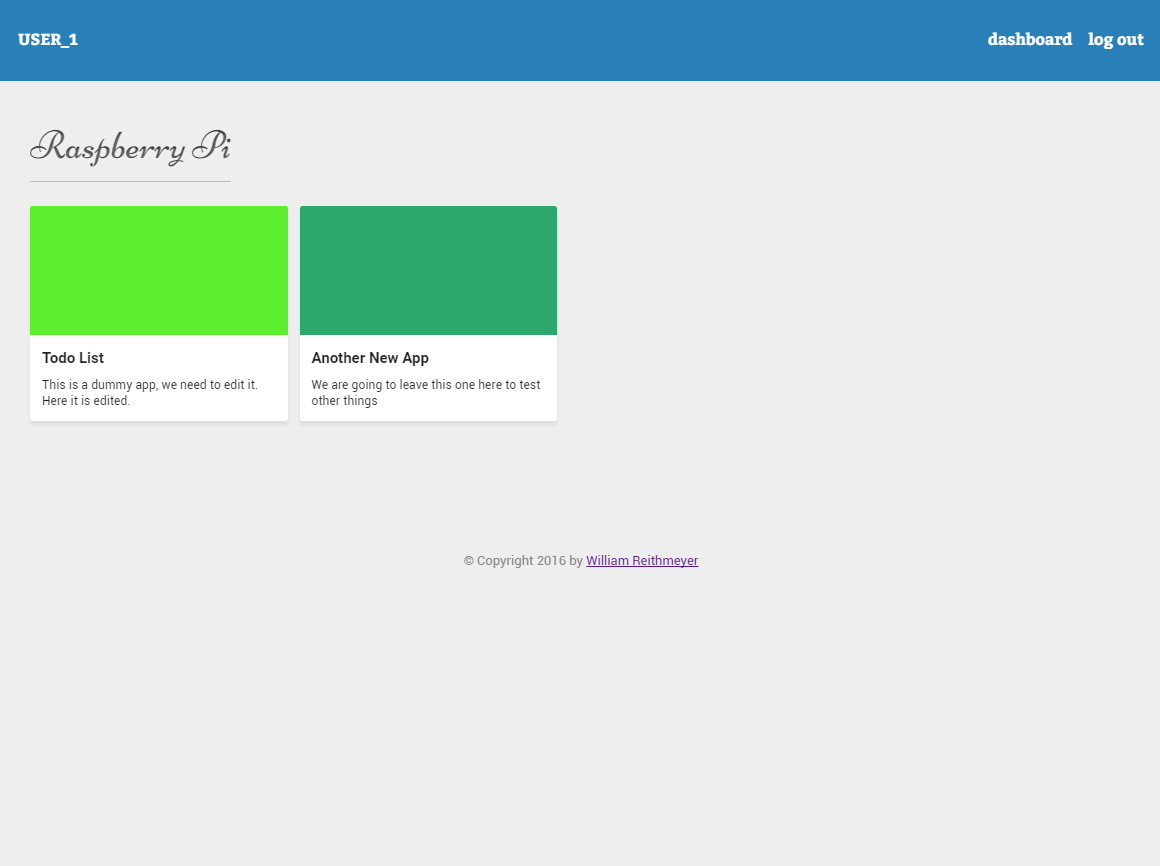 USER_1
dashboard log out
Raspberry Pi
Todo List
This is a dummy app, we need to edit it.
Here it is edited.
Another New App
We are going to leave this one here to test
other things
© Copyright 2016 by William Reithmeyer